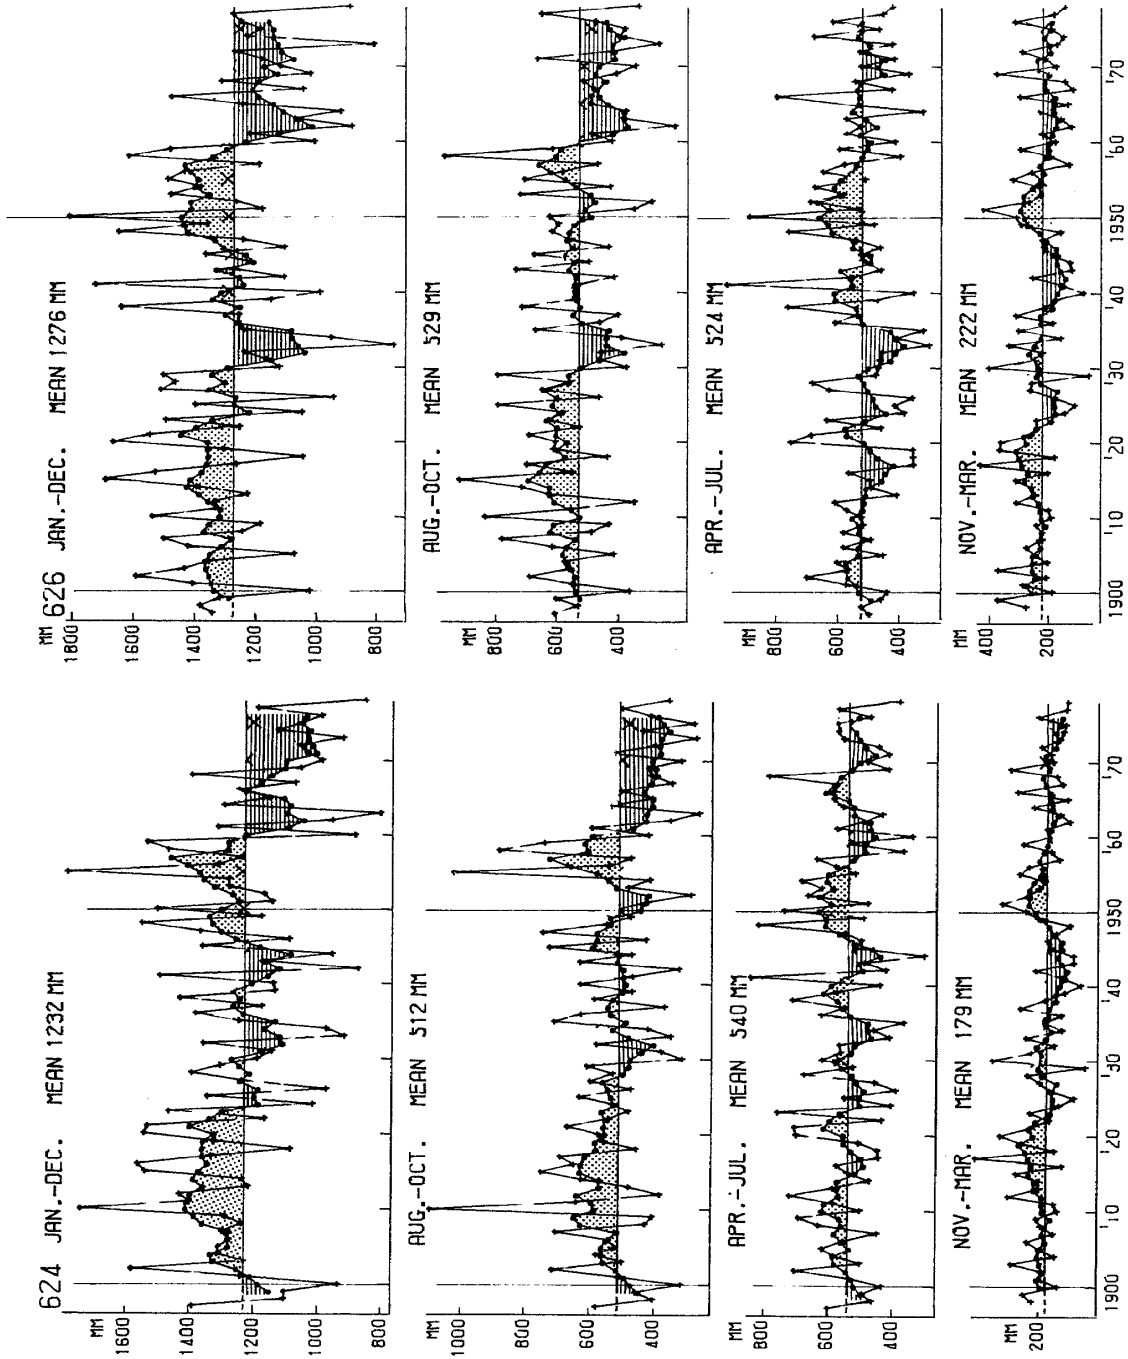 626 JAN.-DEC. MEAN 1276 MM
MM
1800
1600
1400
1200
1000
800
AUG.-OCT. MEAN 529 MM
800
600
400
APR.-JUL. MEAN 524 MM
MM
800
600
400
NOV.-MAR. MEAN 222 MM
MM
400
200
1900 '10 '20 '30 '40 1950 '60 '70
624 JAN.-DEC. MEAN 1232 MM
MM
1600
1400
1200
1000
800
AUG.-OCT. MEAN 512 MM
1000
800
600
400
APR.-JUL. MEAN 540 MM
MM
800
600
400
NOV.-MAR. MEAN 179 MM
MM
200
1900 '10 '20 '30 '40 1950 '60 '70